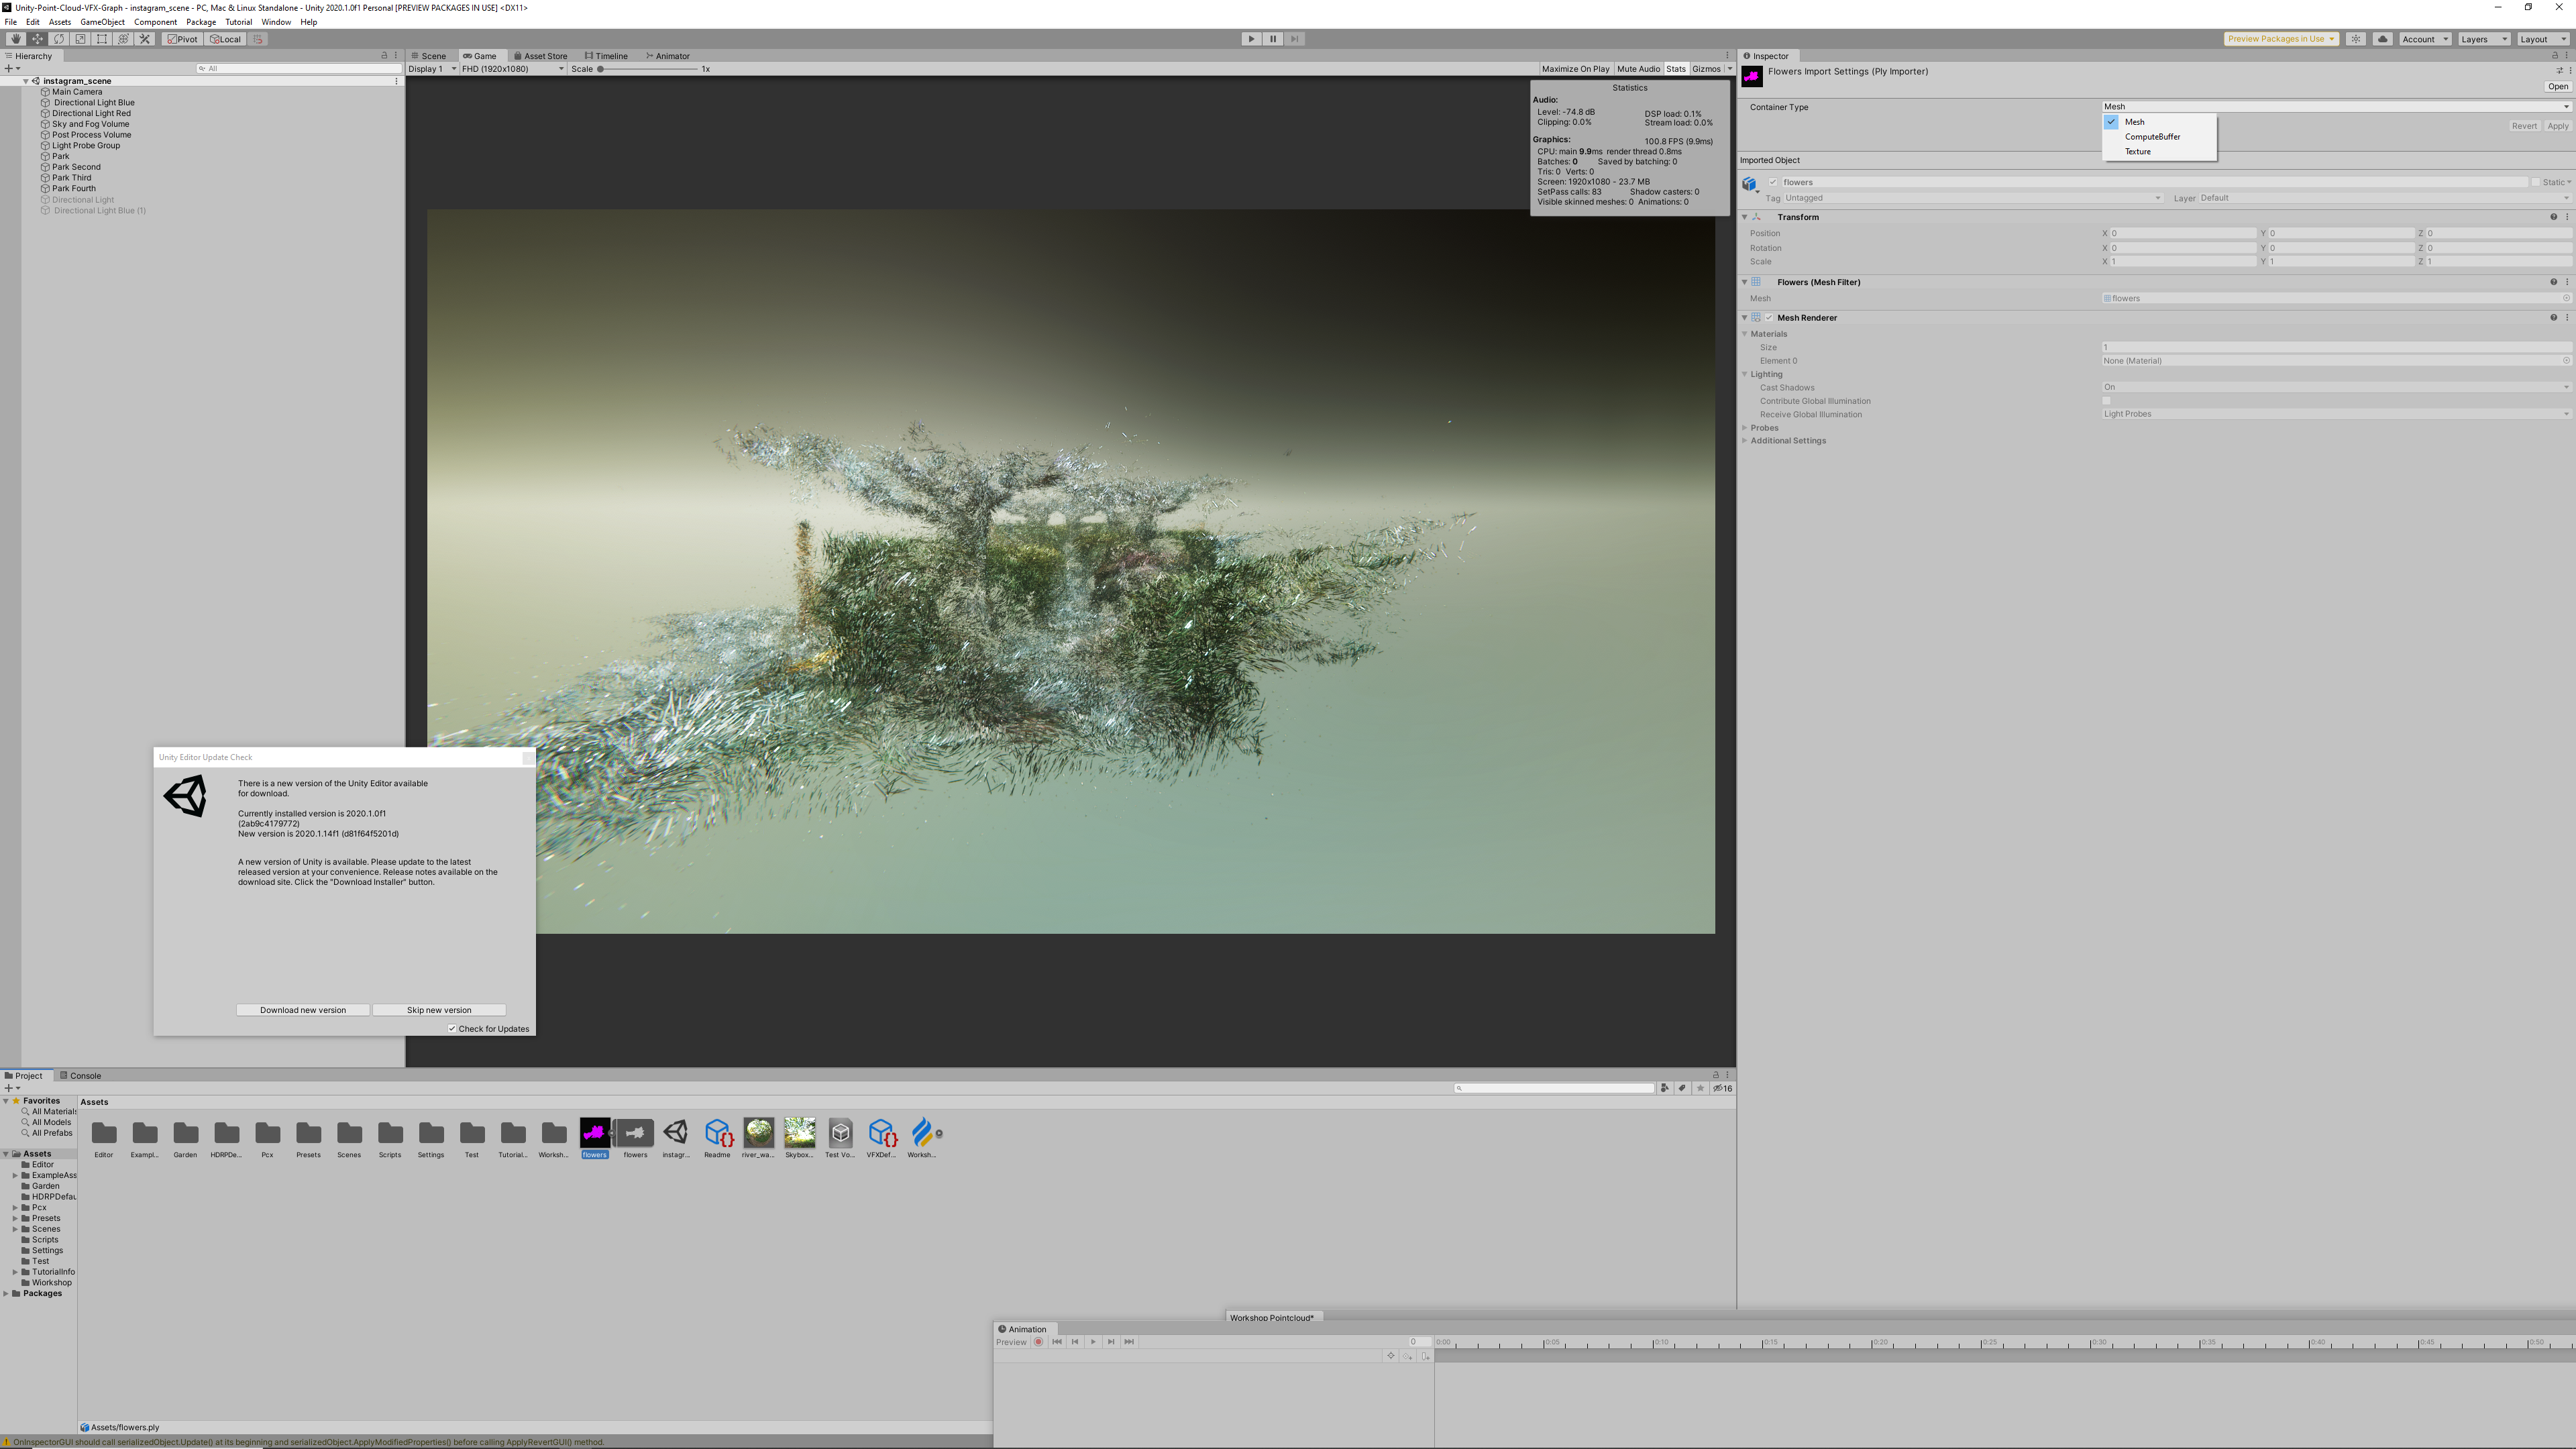 Unity-Point-Cloud-VFX-Graph - instagram_scene - PC, Mac & Linux Standalone - Unity 2020.1.0f1 Personal [PREVIEW PACKAGES IN USE] <DX11>
File Edit Assets GameObject Component Package Tutorial Window Help
Pivot Local
Preview Packages in Use
Account Layers Layout
Hierarchy
All
instagram_scene
Main Camera
Directional Light Blue
Directional Light Red
Sky and Fog Volume
Post Process Volume
Light Probe Group
Park
Park Second
Park Third
Park Fourth
Directional Light
Directional Light Blue (1)
Scene Game Asset Store Timeline Animator
Display 1 FHD (1920x1080) Scale 1x
Maximize On Play Mute Audio Stats Gizmos
Statistics
Audio:
Level: -74.8 dB DSP load: 0.1%
Clipping: 0.0% Stream load: 0.0%
Graphics: 100.8 FPS (9.9ms)
CPU: main 9.9ms render thread 0.8ms
Batches: 0 Saved by batching: 0
Tris: 0 Verts: 0
Screen: 1920x1080 - 23.7 MB
SetPass calls: 83 Shadow casters: 0
Visible skinned meshes: 0 Animations: 0
Inspector
Flowers Import Settings (Ply Importer)
Open
Container Type Mesh
Mesh
ComputeBuffer
Texture
Revert Apply
Imported Object
flowers Static
Tag Untagged Layer Default
Transform
Position X 0 Y 0 Z 0
Rotation X 0 Y 0 Z 0
Scale X 1 Y 1 Z 1
Flowers (Mesh Filter)
Mesh flowers
Mesh Renderer
Materials
Size 1
Element 0 None (Material)
Lighting
Cast Shadows On
Contribute Global Illumination
Receive Global Illumination Light Probes
Probes
Additional Settings
Unity Editor Update Check
There is a new version of the Unity Editor available
for download.
Currently installed version is 2020.1.0f1
(2ab9c4179772)
New version is 2020.1.14f1 (d81f64f5201d)
A new version of Unity is available. Please update to the latest
released version at your convenience. Release notes available on the
download site. Click the "Download Installer" button.
Download new version Skip new version
Check for Updates
Project Console
16
Favorites
All Materials
All Models
All Prefabs
Assets
Editor
ExampleAss
Garden
HDRPDefau
Pcx
Presets
Scenes
Scripts
Settings
Test
TutorialInfo
Wiorkshop
Packages
Assets
Editor Exampl... Garden HDRPDe... Pcx Presets Scenes Scripts Settings Test Tutorial... Wiorksh... flowers flowers instagr... Readme river_wa... Skybox... Test Vo... VFXDef... Worksh...
Assets/flowers.ply
Workshop Pointcloud*
Animation
Preview 0
0:00 0:05 0:10 0:15 0:20 0:25 0:30 0:35 0:40 0:45 0:50
OnInspectorGUI should call serializedObject.Update() at its beginning and serializedObject.ApplyModifiedProperties() before calling ApplyRevertGUI() method.